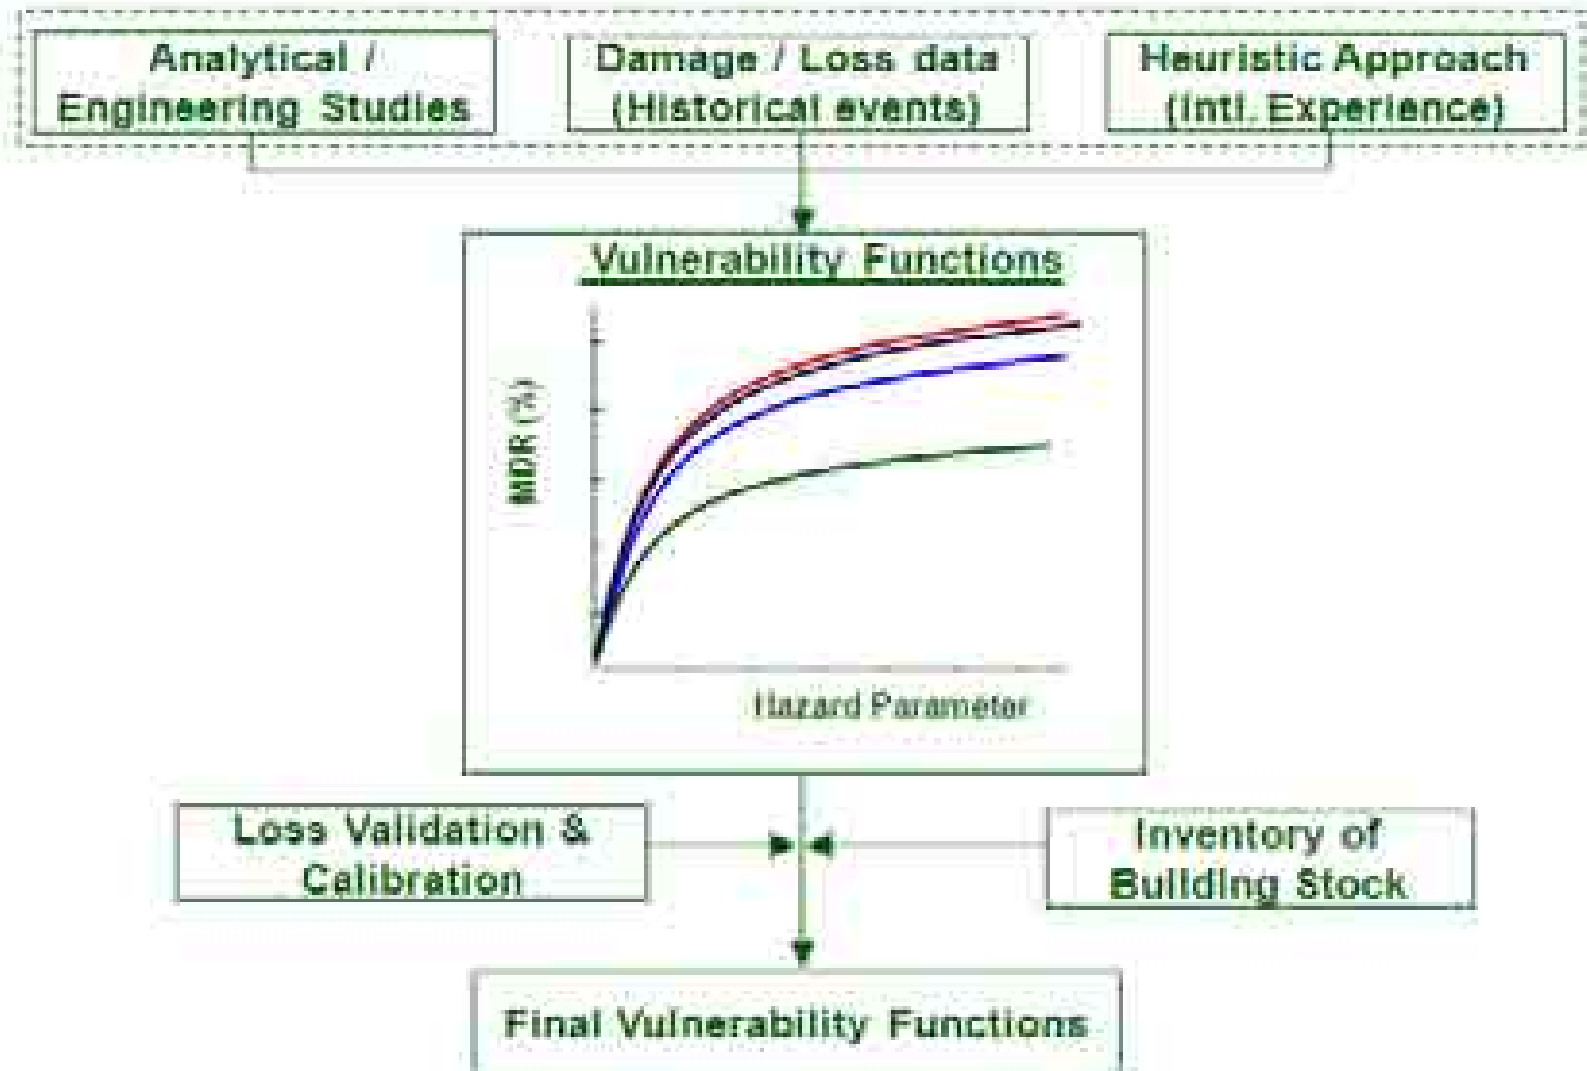 Analytical /
Engineering Studies
Damage / Loss data
(Historical events)
Heuristic Approach
(Intl. Experience)
Vulnerability Functions
MDR (%)
Hazard Parameter
Loss Validation &
Calibration
Inventory of
Building Stock
Final Vulnerability Functions